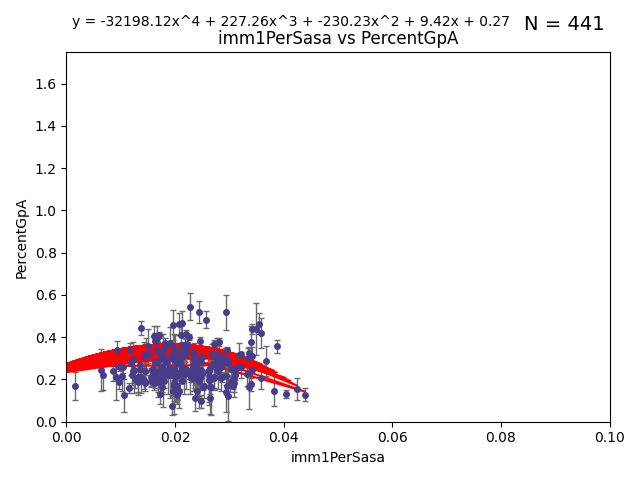 y = -32198.12x^4 + 227.26x^3 + -230.23x^2 + 9.42x + 0.27
N = 441
imm1PerSasa vs PercentGpA
PercentGpA
1.6
1.4
1.2
1.0
0.8
0.6
0.4
0.2
0.0
0.00 0.02 0.04 0.06 0.08 0.10
imm1PerSasa